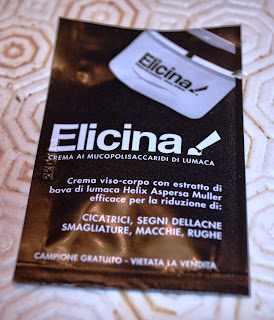 Elicina!
Elicina!
CREMA AI MUCOPOLISACCARIDI DI LUMACA
Crema viso-corpo con estratto di
bava di lumaca Helix Aspersa Muller
efficace per la riduzione di:
CICATRICI, SEGNI DELLACNE
SMAGLIATURE, MACCHIE, RUGHE
CAMPIONE GRATUITO - VIETATA LA VENDITA